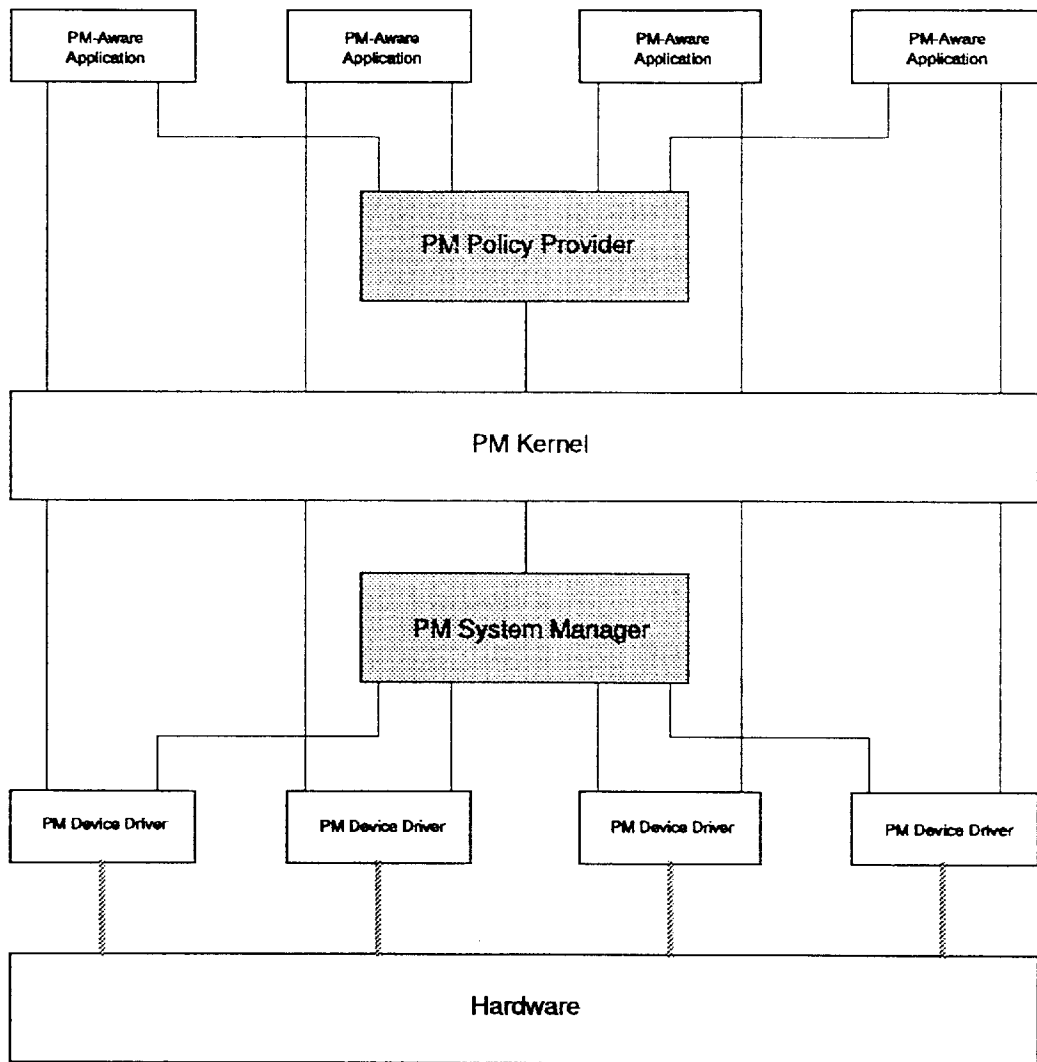 PM-Aware
Application
PM-Aware
Application
PM-Aware
Application
PM-Aware
Application
PM Policy Provider
PM Kernel
PM System Manager
PM Device Driver
PM Device Driver
PM Device Driver
PM Device Driver
Hardware